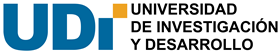 UDi
UNIVERSIDAD
DE INVESTIGACIÓN
Y DESARROLLO